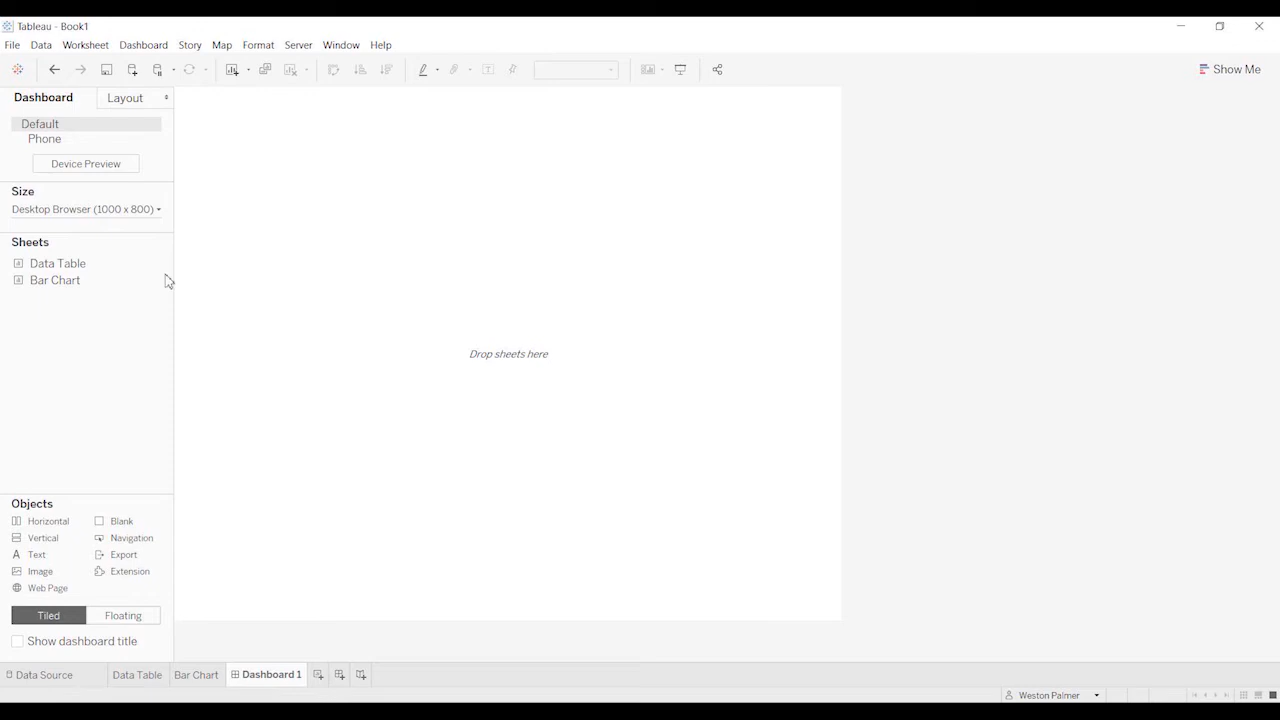 Tableau - Book1
File Data Worksheet Dashboard Story Map Format Server Window Help
Show Me
Dashboard Layout
Default
Phone
Device Preview
Size
Desktop Browser (1000 x 800)
Sheets
Data Table
Bar Chart
Drop sheets here
Objects
Horizontal Blank
Vertical Navigation
Text Export
Image Extension
Web Page
Tiled Floating
Show dashboard title
Data Source Data Table Bar Chart Dashboard 1
Weston Palmer